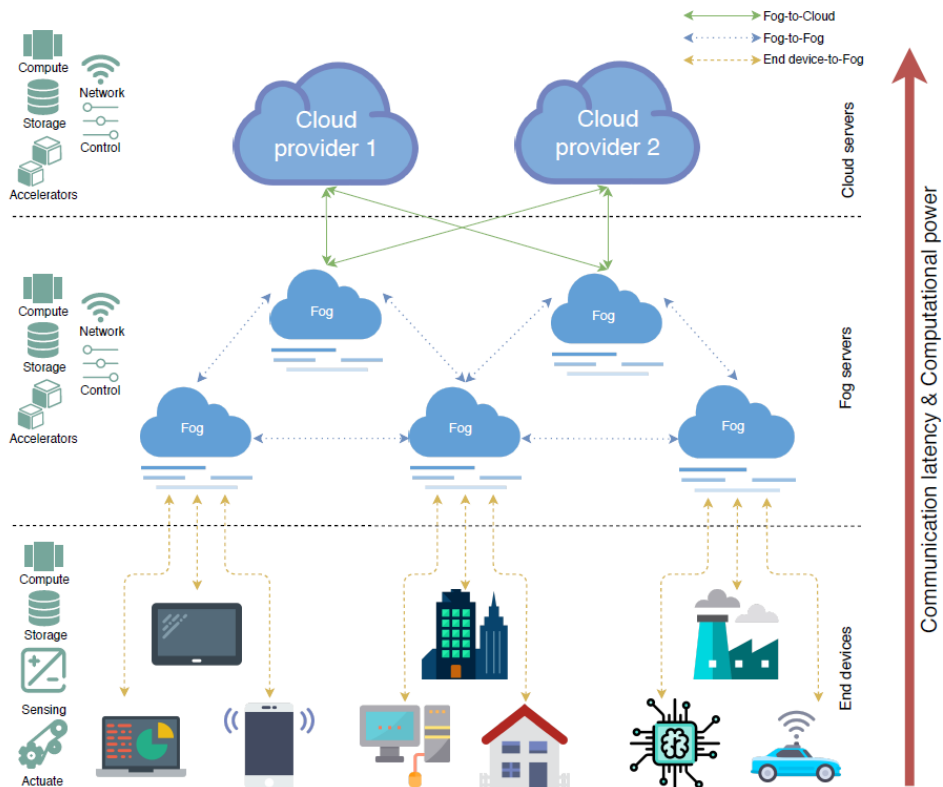 Fog-to-Cloud
Fog-to-Fog
End device-to-Fog
Compute
Network
Storage
Control
Accelerators
Cloud
provider 1
Cloud
provider 2
Cloud servers
Compute
Network
Storage
Control
Accelerators
Fog
Fog
Fog
Fog
Fog
Fog servers
Compute
Storage
Sensing
Actuate
End devices
Communication latency & Computational power